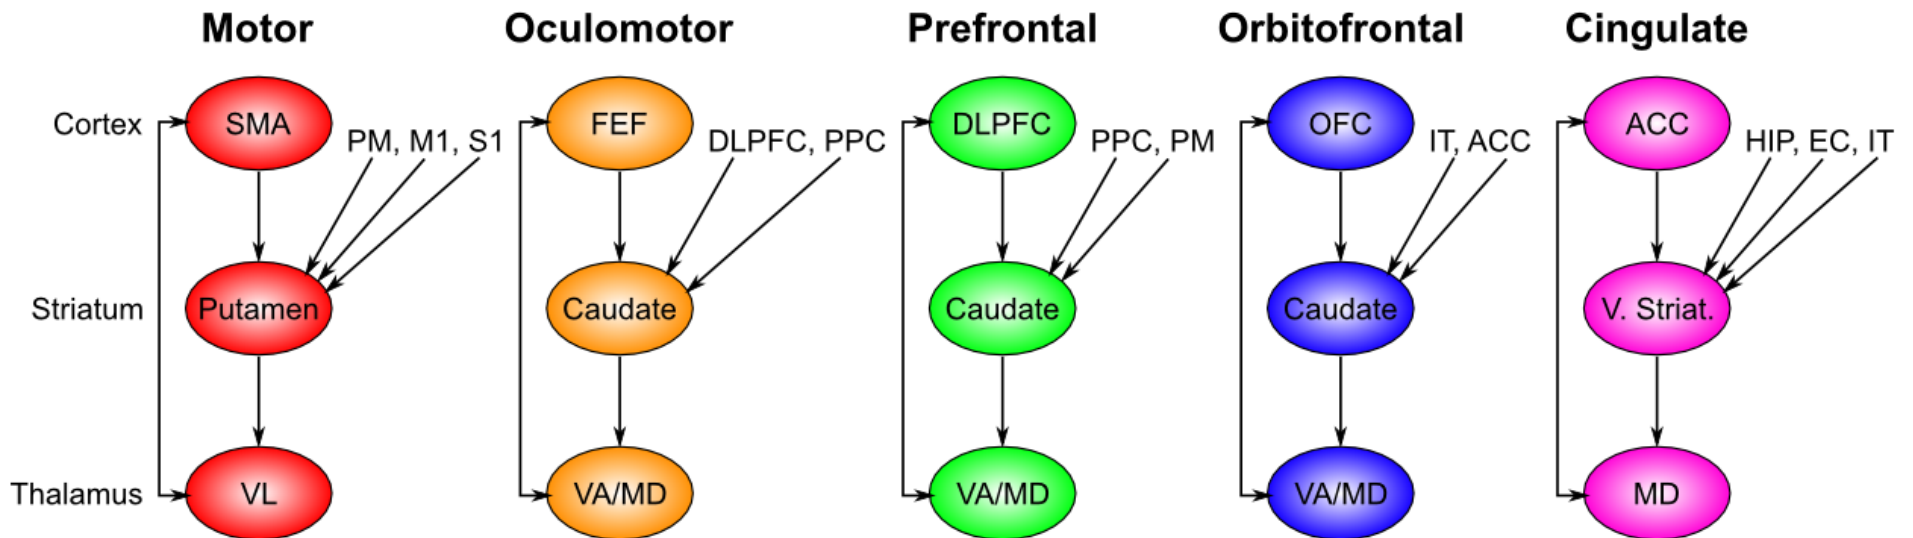 Motor Oculomotor Prefrontal Orbitofrontal Cingulate
Cortex SMA FEF DLPFC OFC ACC
PM, M1, S1 DLPFC, PPC PPC, PM IT, ACC HIP, EC, IT
Striatum Putamen Caudate Caudate Caudate V. Striat.
Thalamus VL VA/MD VA/MD VA/MD MD